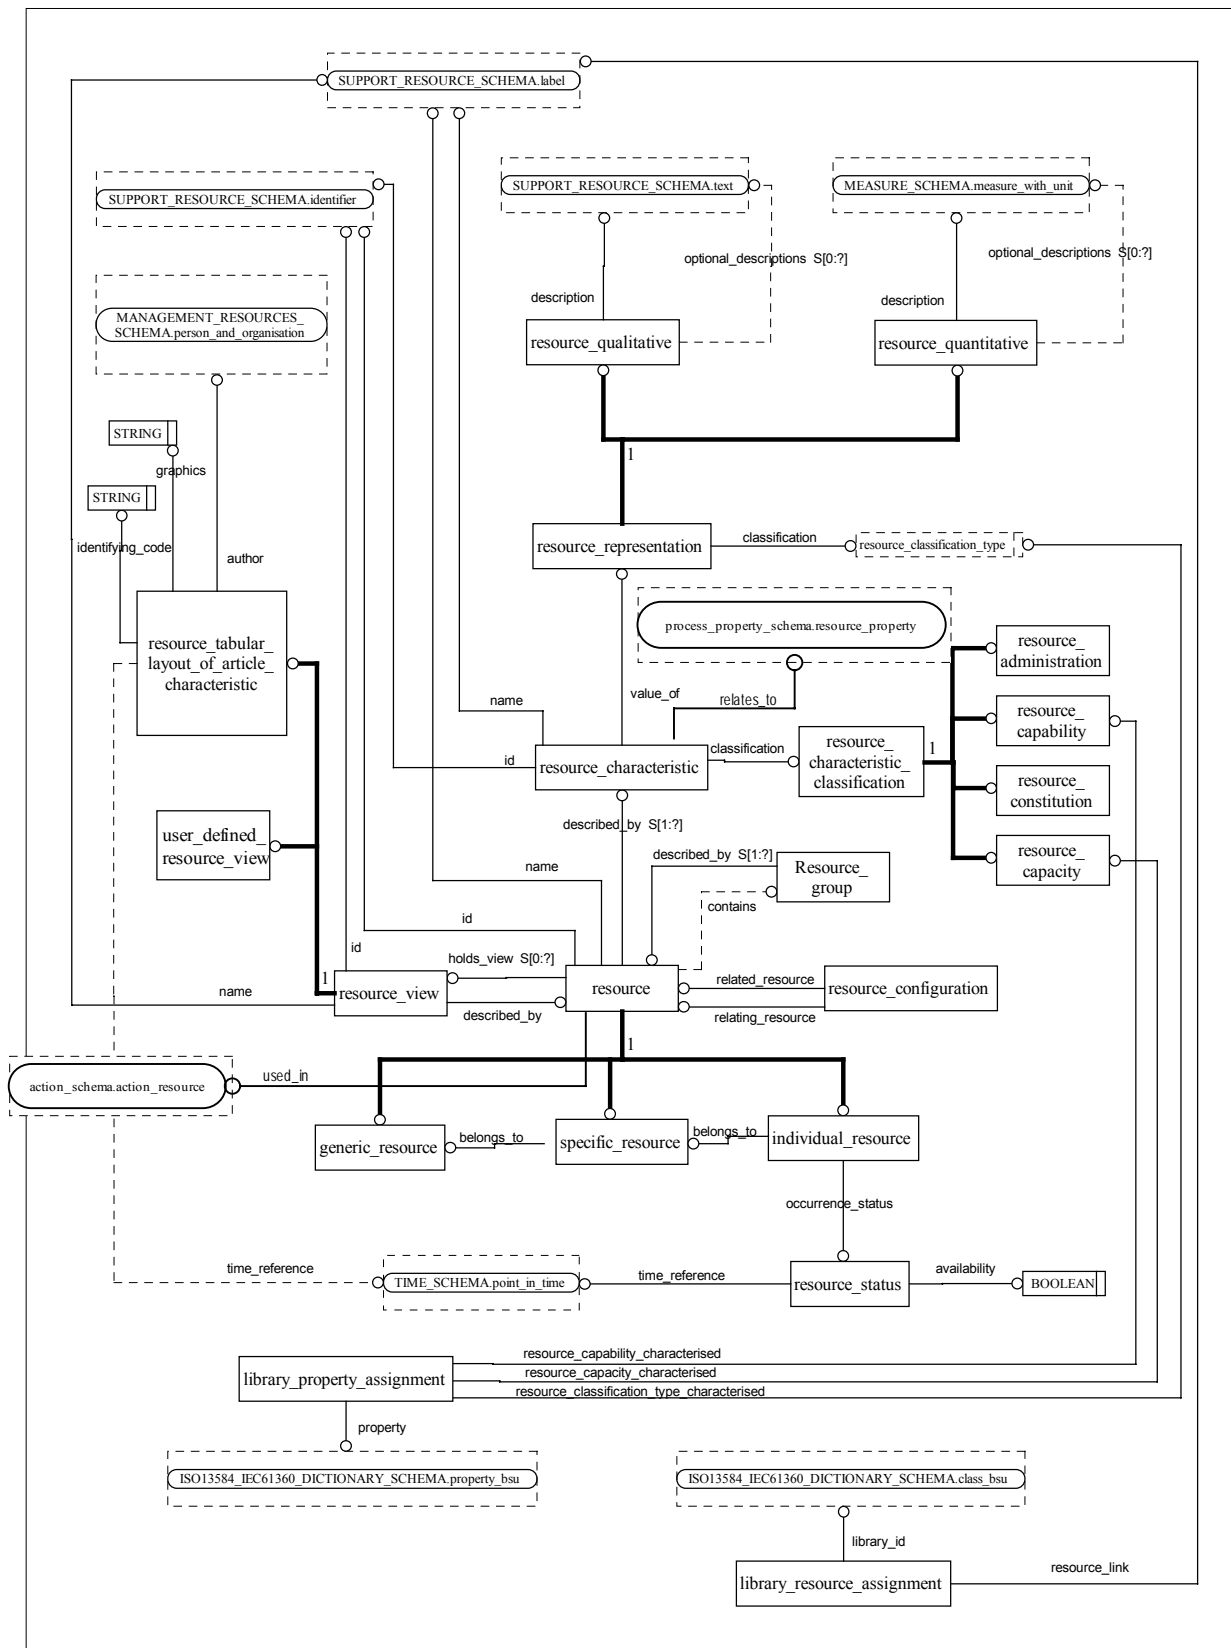 SUPPORT_RESOURCE_SCHEMA.label
SUPPORT_RESOURCE_SCHEMA.identifier
SUPPORT_RESOURCE_SCHEMA.text
MEASURE_SCHEMA.measure_with_unit
optional_descriptions S[0:?]
optional_descriptions S[0:?]
description
description
MANAGEMENT_RESOURCES_
SCHEMA.person_and_organisation
resource_qualitative
resource_quantitative
STRING
graphics
1
STRING
identifying_code
author
resource_representation
classification
resource_classification_type
process_property_schema.resource_property
resource_tabular_
layout_of_article_
characteristic
resource_
administration
name
value_of
relates_to
resource_
capability
id
resource_characteristic
classification
resource_
characteristic_
classification
1
resource_
constitution
user_defined_
resource_view
described_by S[1:?]
resource_
capacity
described_by S[1:?]
Resource_
group
name
contains
id
id
holds_view S[0:?]
name
1
resource_view
resource
related_resource
resource_configuration
described_by
relating_resource
1
action_schema.action_resource
used_in
generic_resource
belongs_to
specific_resource
belongs_to
individual_resource
occurrence_status
time_reference
TIME_SCHEMA.point_in_time
time_reference
resource_status
availability
BOOLEAN
library_property_assignment
resource_capability_characterised
resource_capacity_characterised
resource_classification_type_characterised
property
ISO13584_IEC61360_DICTIONARY_SCHEMA.property_bsu
ISO13584_IEC61360_DICTIONARY_SCHEMA.class_bsu
library_id
library_resource_assignment
resource_link